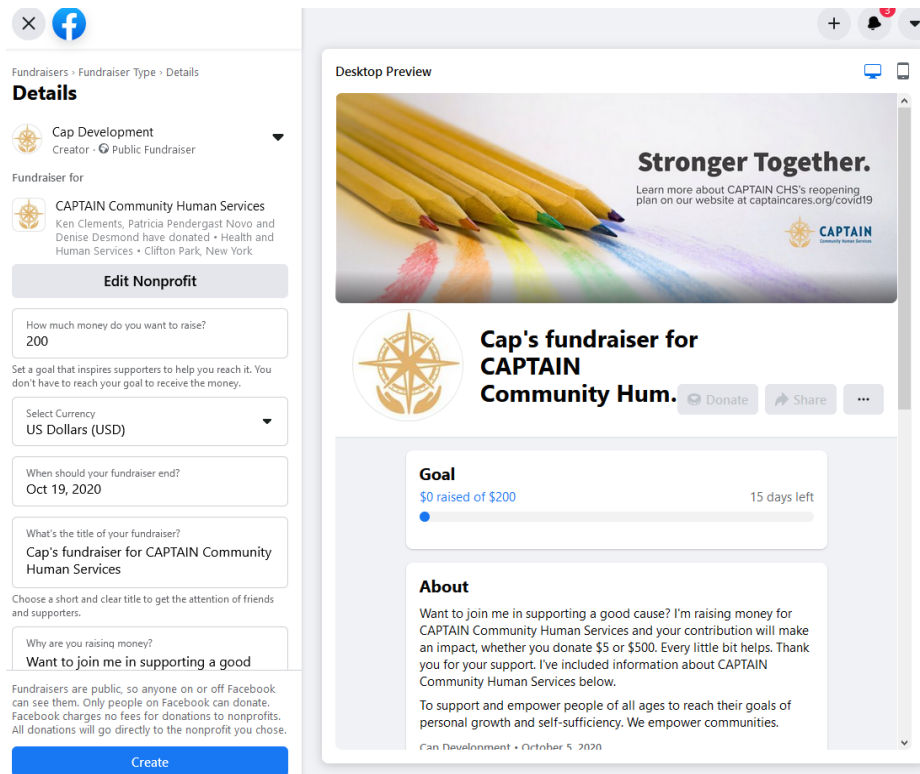 3
Fundraisers › Fundraiser Type › Details
Details
Cap Development
Creator · Public Fundraiser
Fundraiser for
CAPTAIN Community Human Services
Ken Clements, Patricia Pendergast Novo and
Denise Desmond have donated • Health and
Human Services • Clifton Park, New York
Edit Nonprofit
How much money do you want to raise?
200
Set a goal that inspires supporters to help you reach it. You
don't have to reach your goal to receive the money.
Select Currency
US Dollars (USD)
When should your fundraiser end?
Oct 19, 2020
What's the title of your fundraiser?
Cap's fundraiser for CAPTAIN Community
Human Services
Choose a short and clear title to get the attention of friends
and supporters.
Why are you raising money?
Want to join me in supporting a good
Fundraisers are public, so anyone on or off Facebook
can see them. Only people on Facebook can donate.
Facebook charges no fees for donations to nonprofits.
All donations will go directly to the nonprofit you chose.
Create
Desktop Preview
Stronger Together.
Learn more about CAPTAIN CHS's reopening
plan on our website at captaincares.org/covid19
CAPTAIN
Community Human Services
Cap's fundraiser for
CAPTAIN
Community Hum.
Donate
Share
...
Goal
$0 raised of $200
15 days left
About
Want to join me in supporting a good cause? I'm raising money for
CAPTAIN Community Human Services and your contribution will make
an impact, whether you donate $5 or $500. Every little bit helps. Thank
you for your support. I've included information about CAPTAIN
Community Human Services below.
To support and empower people of all ages to reach their goals of
personal growth and self-sufficiency. We empower communities.
Cap Development • October 5, 2020